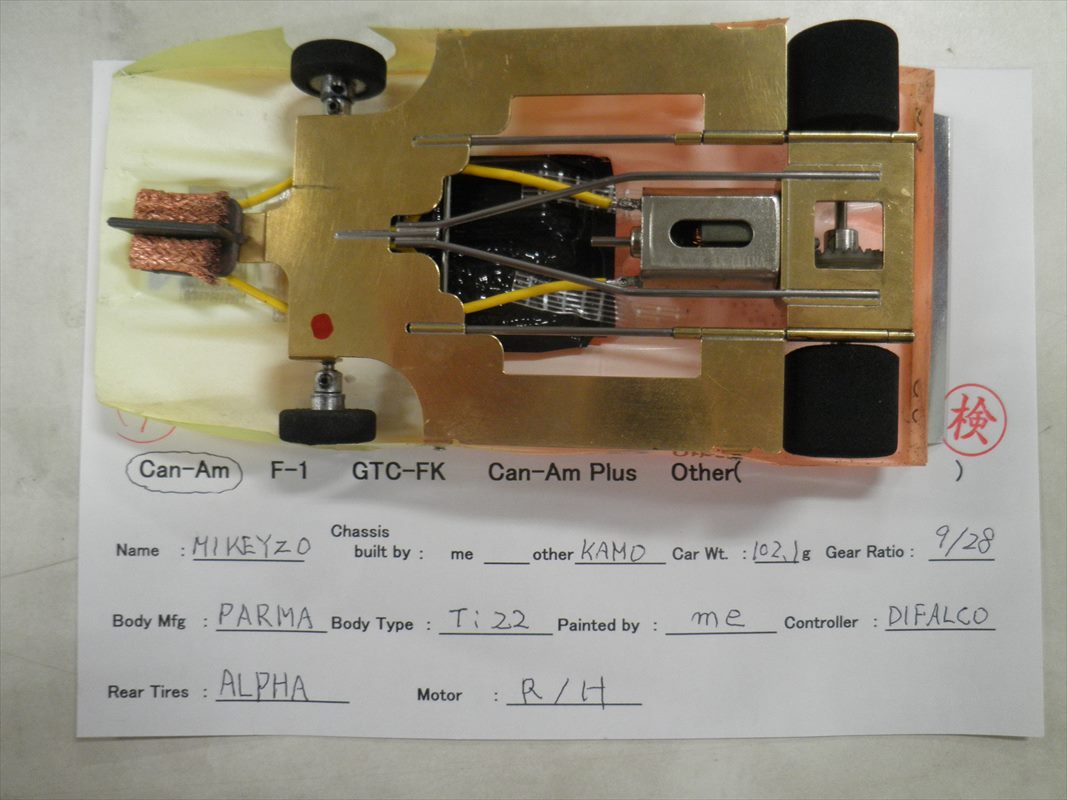 検
Can-Am F-1 GTC-FK Can-Am Plus Other( )
Name : MIKEYZO Chassis built by : me ____ other KAMO Car Wt. : 102.1 g Gear Ratio : 9/28
Body Mfg : PARMA Body Type : Ti 22 Painted by : me Controller : DIFALCO
Rear Tires : ALPHA Motor : R/H